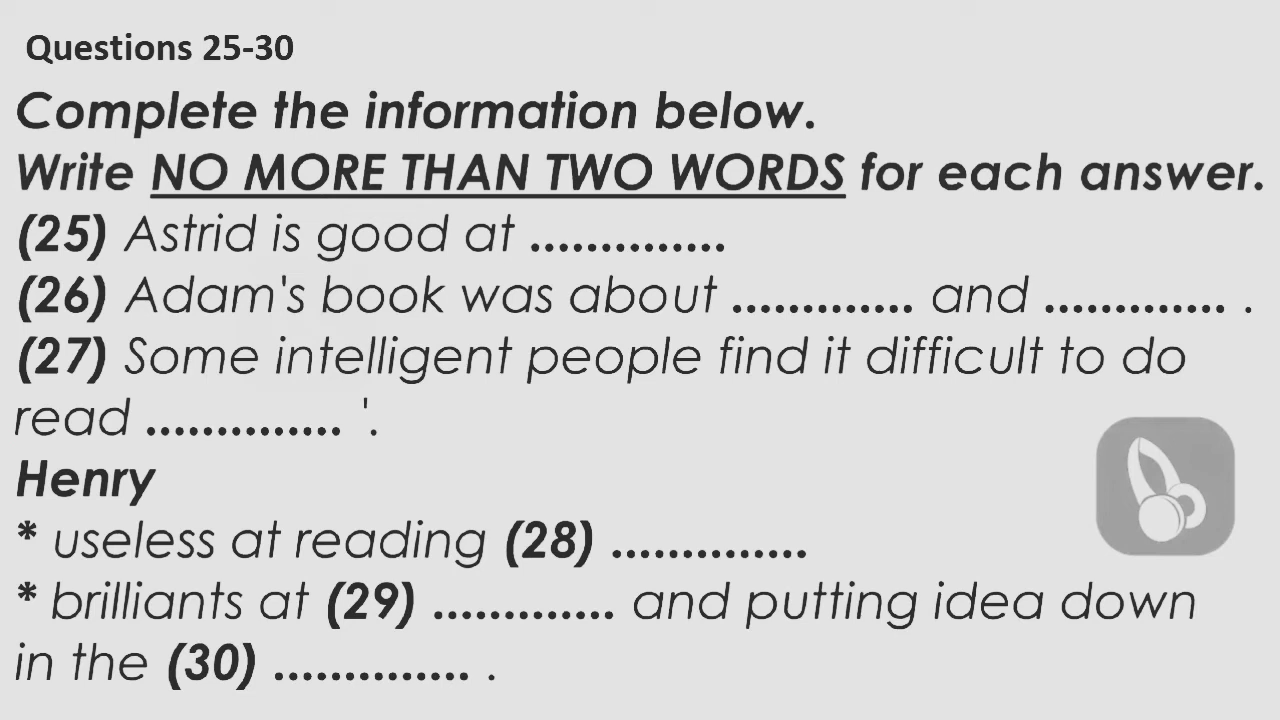 Questions 25-30
Complete the information below.
Write NO MORE THAN TWO WORDS for each answer.
(25) Astrid is good at ..............
(26) Adam's book was about ............. and ............. .
(27) Some intelligent people find it difficult to do
read .............. '.
Henry
* useless at reading (28) ..............
* brilliants at (29) ............. and putting idea down
in the (30) .............. .